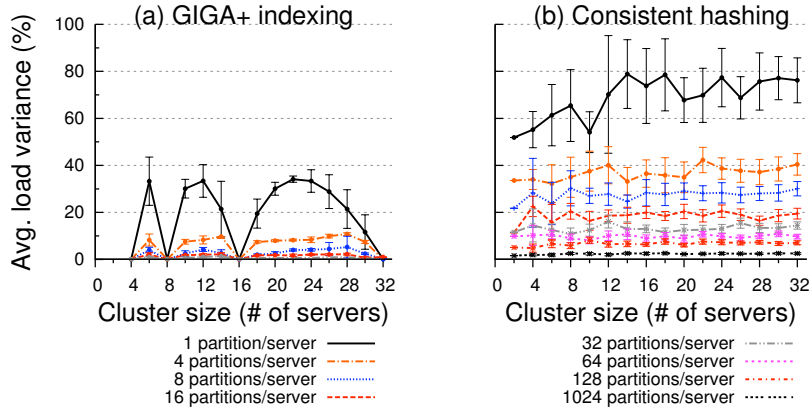 (a) GIGA+ indexing
(b) Consistent hashing
Avg. load variance (%)
100
80
60
40
20
0
0 4 8 12 16 20 24 28 32
0 4 8 12 16 20 24 28 32
Cluster size (# of servers)
Cluster size (# of servers)
1 partition/server
4 partitions/server
8 partitions/server
16 partitions/server
32 partitions/server
64 partitions/server
128 partitions/server
1024 partitions/server